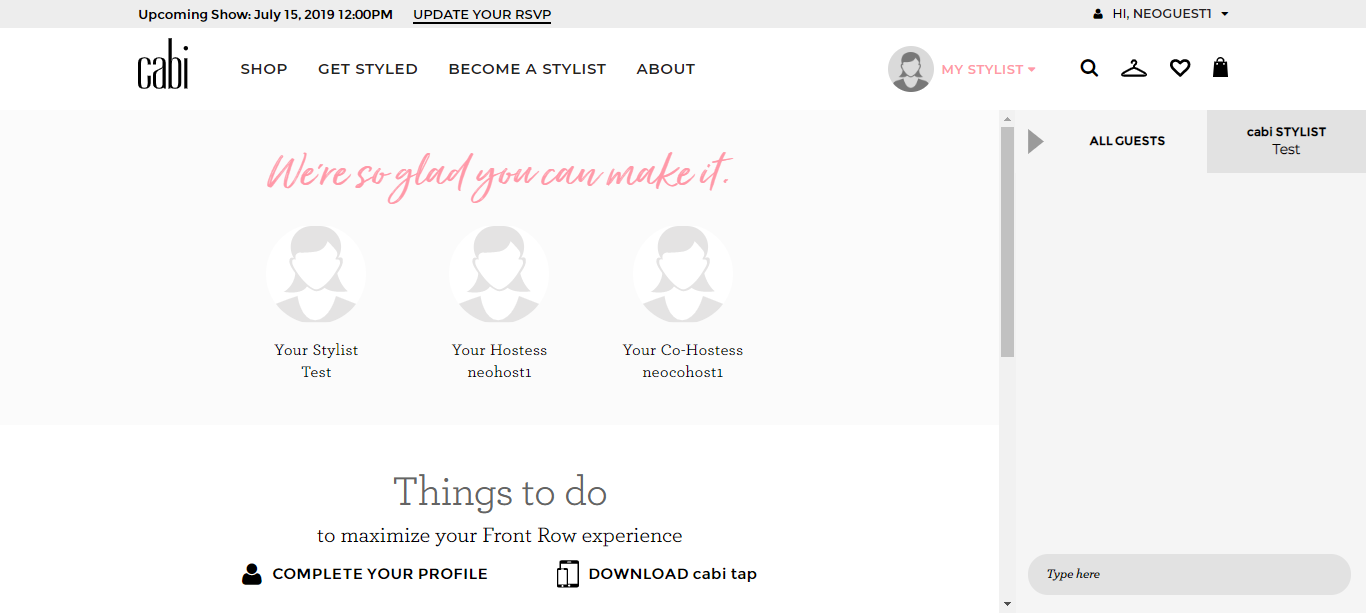 Upcoming Show: July 15, 2019 12:00PM UPDATE YOUR RSVP HI, NEOGUEST1
cabi SHOP GET STYLED BECOME A STYLIST ABOUT MY STYLIST
ALL GUESTS
cabi STYLIST
Test
We're so glad you can make it.
Your Stylist
Test
Your Hostess
neohost1
Your Co-Hostess
neocohost1
Things to do
to maximize your Front Row experience
COMPLETE YOUR PROFILE DOWNLOAD cabi tap
Type here